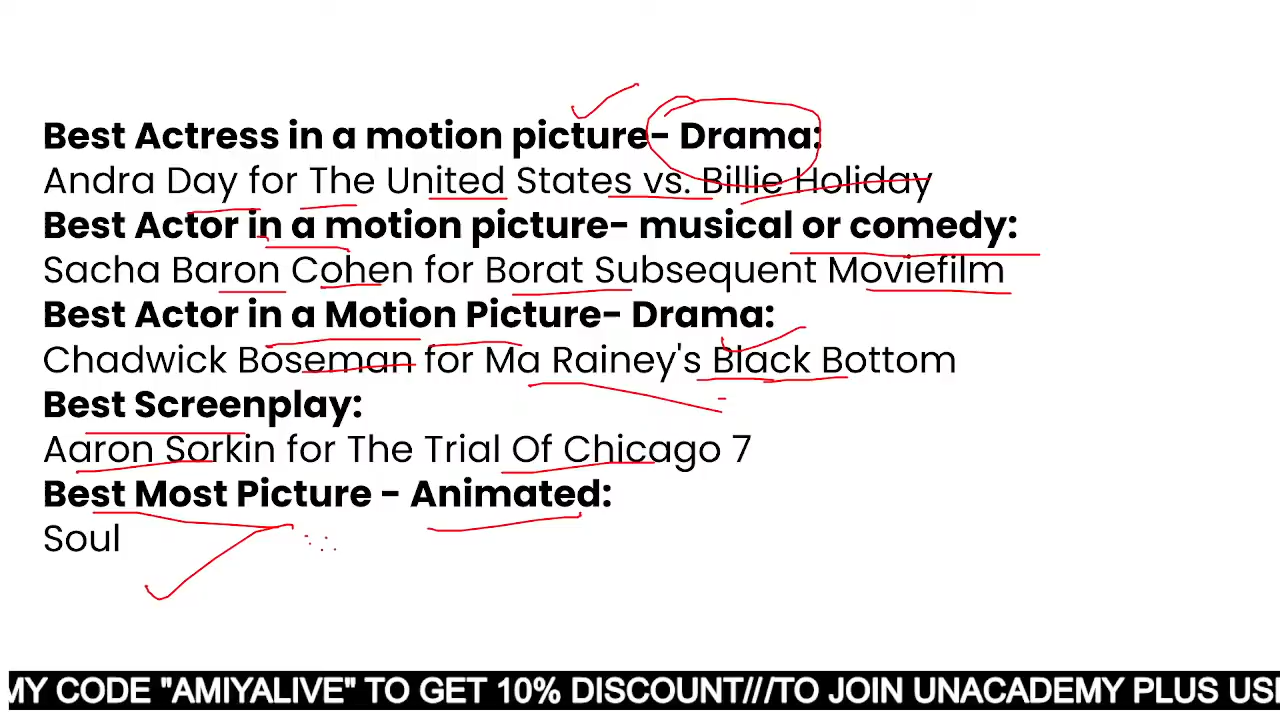 Best Actress in a motion picture- Drama:
Andra Day for The United States vs. Billie Holiday
Best Actor in a motion picture- musical or comedy:
Sacha Baron Cohen for Borat Subsequent Moviefilm
Best Actor in a Motion Picture- Drama:
Chadwick Boseman for Ma Rainey's Black Bottom
Best Screenplay:
Aaron Sorkin for The Trial Of Chicago 7
Best Most Picture - Animated:
Soul
MY CODE "AMIYALIVE" TO GET 10% DISCOUNT///TO JOIN UNACADEMY PLUS USE